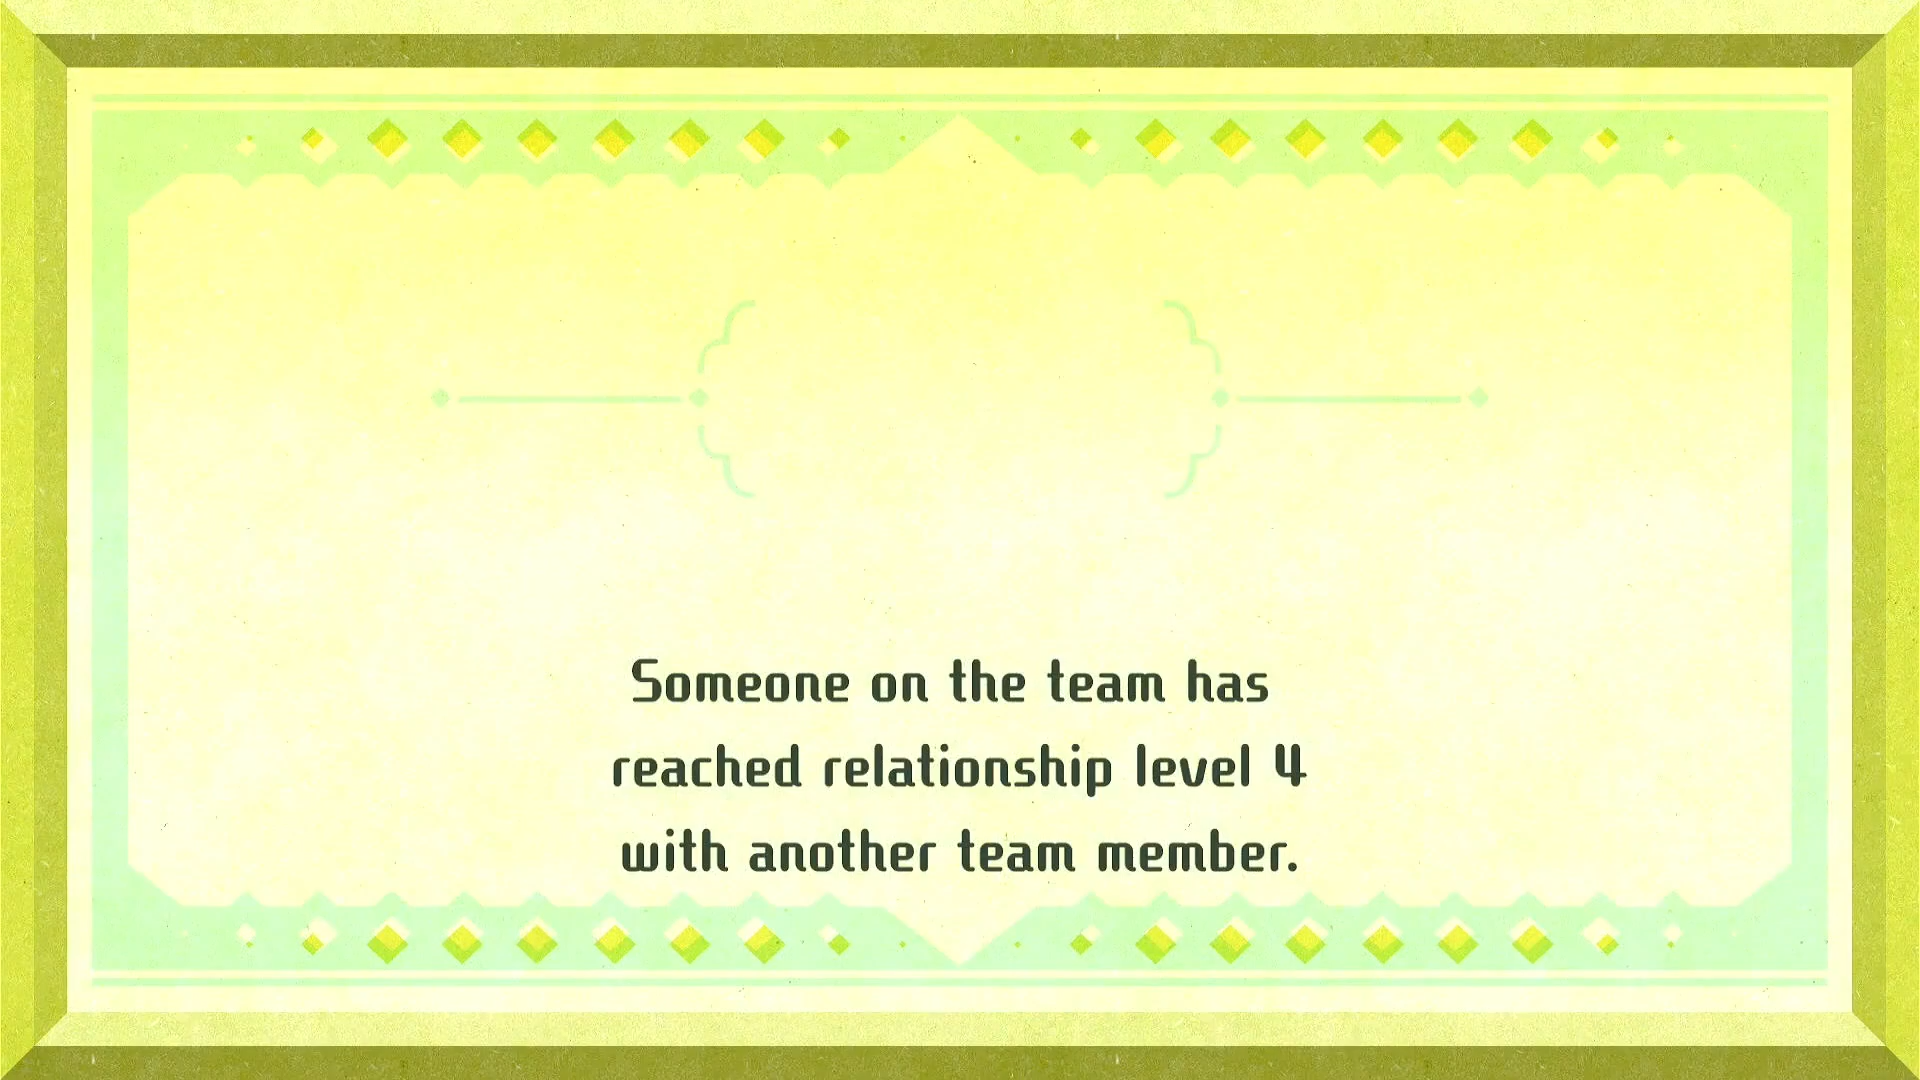 Someone on the team has
reached relationship level 4
with another team member.